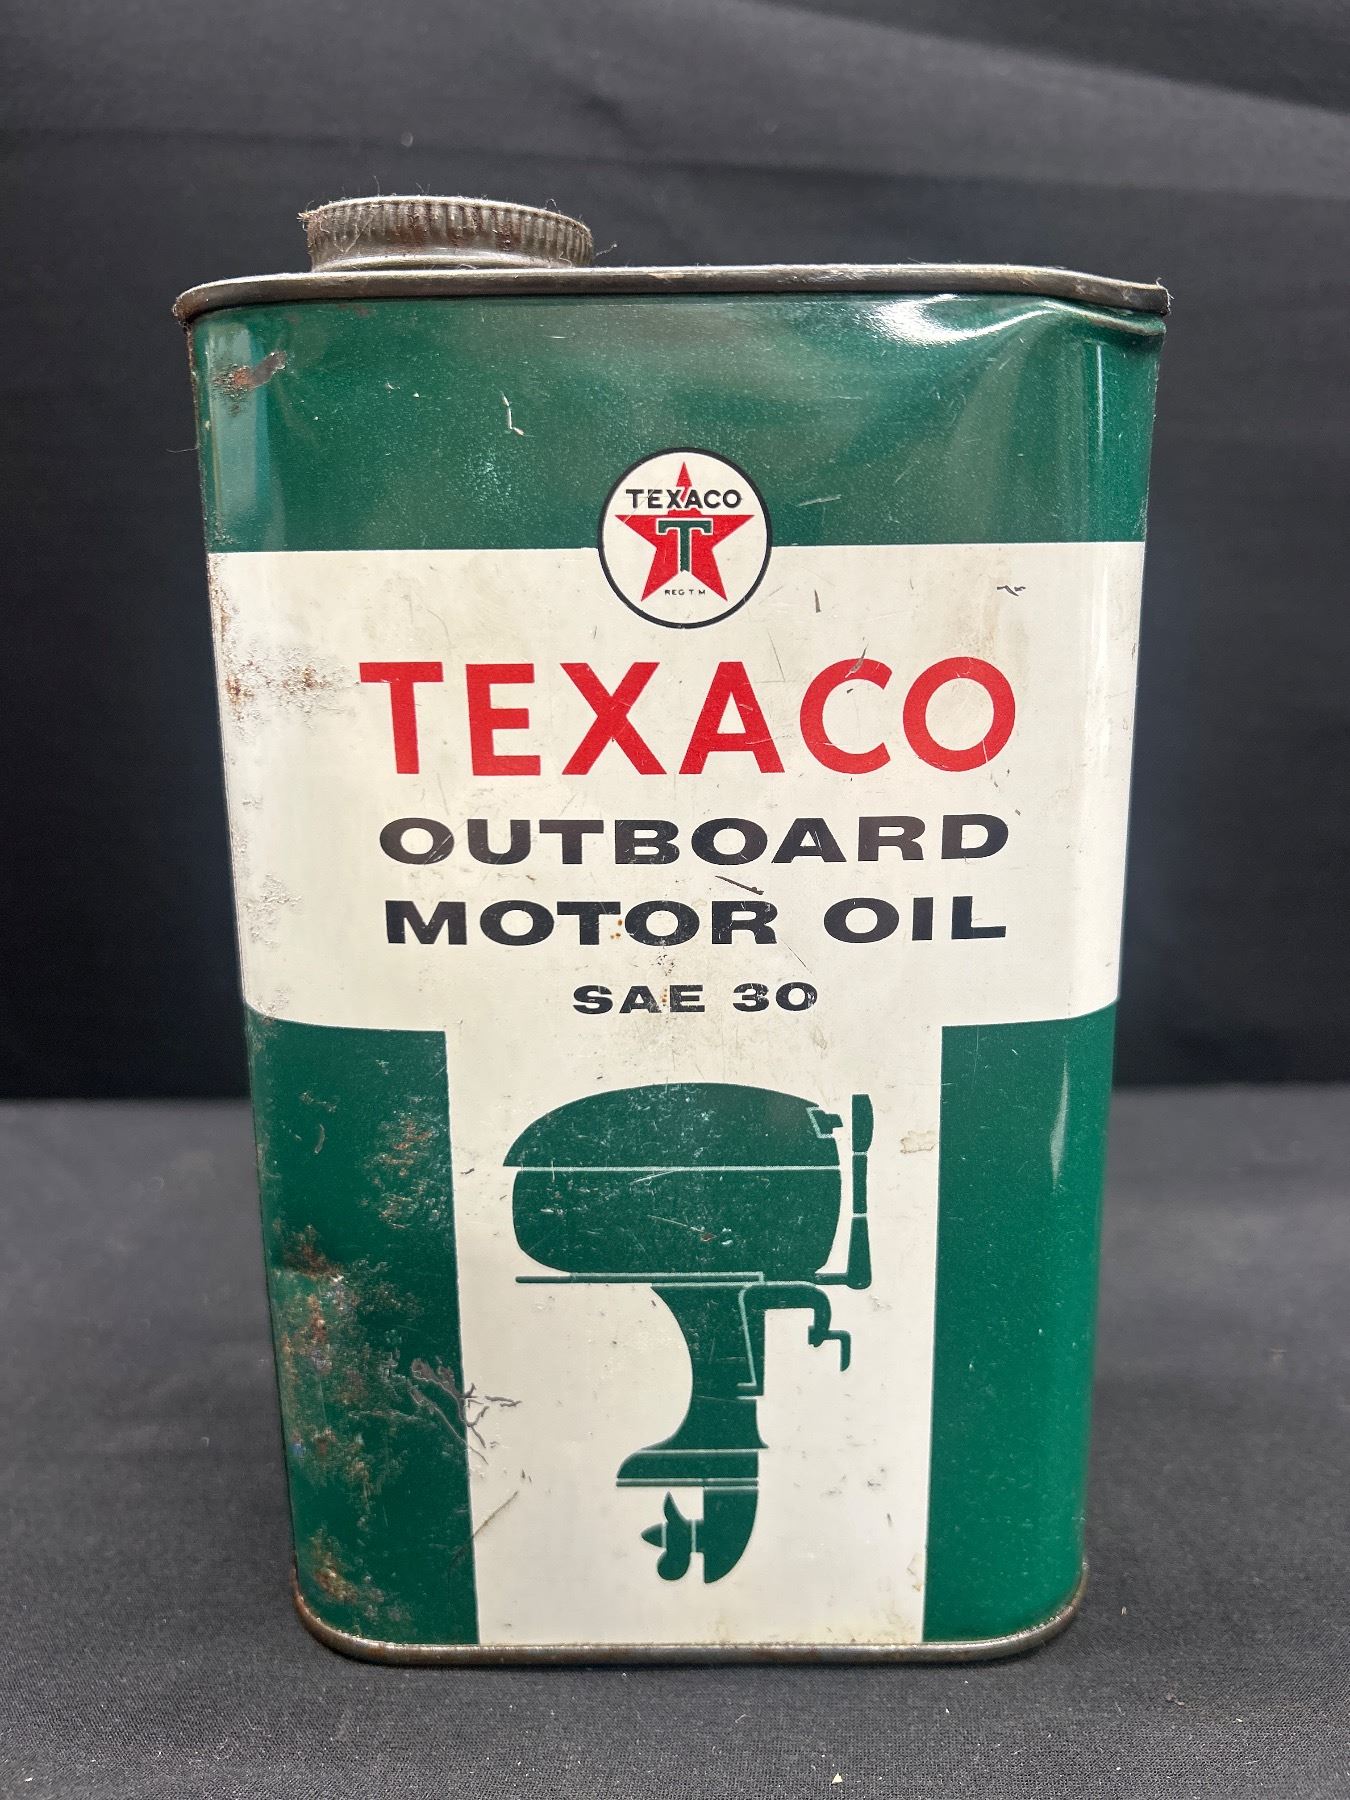 TEXACO
T
REG T M
TEXACO
OUTBOARD
MOTOR OIL
SAE 30